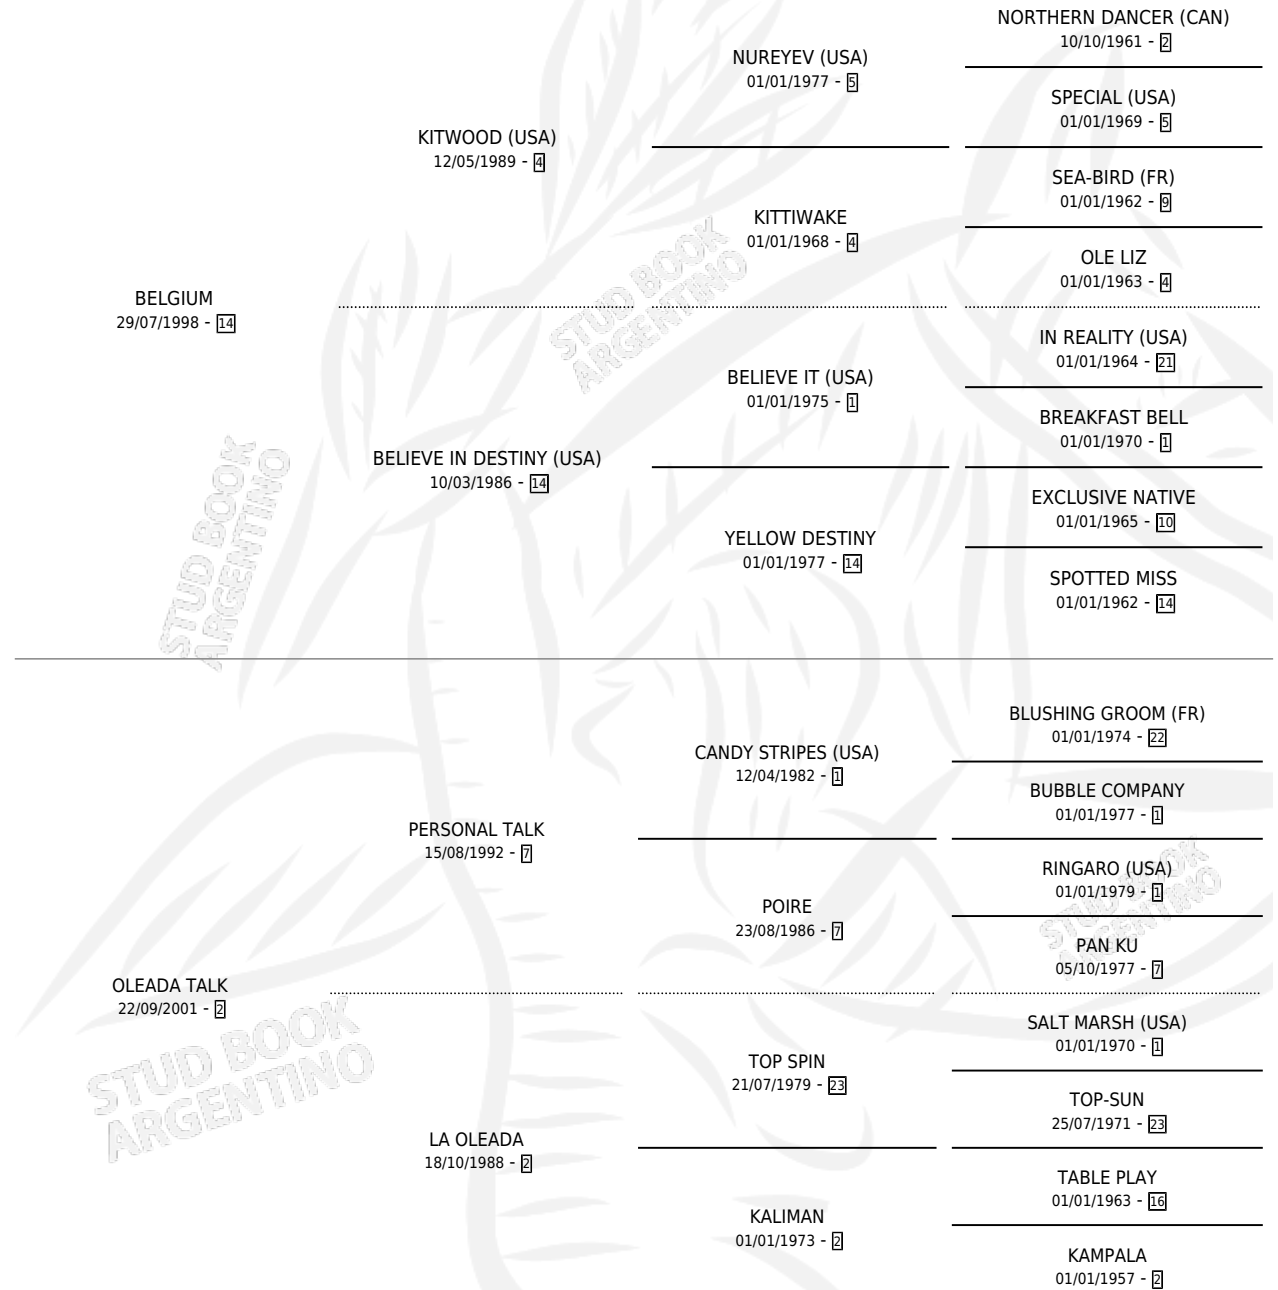 NORTHERN DANCER (CAN)
10/10/1961 - 2
NUREYEV (USA)
01/01/1977 - 5
SPECIAL (USA)
01/01/1969 - 5
KITWOOD (USA)
12/05/1989 - 4
SEA-BIRD (FR)
01/01/1962 - 9
KITTIWAKE
01/01/1968 - 4
OLE LIZ
01/01/1963 - 4
BELGIUM
29/07/1998 - 14
IN REALITY (USA)
01/01/1964 - 21
BELIEVE IT (USA)
01/01/1975 - 1
BREAKFAST BELL
01/01/1970 - 1
BELIEVE IN DESTINY (USA)
10/03/1986 - 14
EXCLUSIVE NATIVE
01/01/1965 - 10
YELLOW DESTINY
01/01/1977 - 14
SPOTTED MISS
01/01/1962 - 14
BLUSHING GROOM (FR)
01/01/1974 - 22
CANDY STRIPES (USA)
12/04/1982 - 1
BUBBLE COMPANY
01/01/1977 - 1
PERSONAL TALK
15/08/1992 - 7
RINGARO (USA)
01/01/1979 - 1
POIRE
23/08/1986 - 7
PAN KU
05/10/1977 - 7
OLEADA TALK
22/09/2001 - 2
SALT MARSH (USA)
01/01/1970 - 1
TOP SPIN
21/07/1979 - 23
TOP-SUN
25/07/1971 - 23
LA OLEADA
18/10/1988 - 2
TABLE PLAY
01/01/1963 - 16
KALIMAN
01/01/1973 - 2
KAMPALA
01/01/1957 - 2
STUD BOOK
ARGENTINO
STUD BOOK
ARGENTINO
STUD BOOK
ARGENTINO
STUD BOOK
ARGENTINO